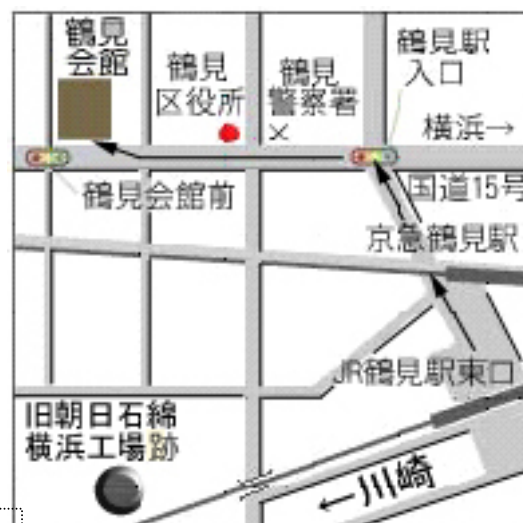 鶴見
会館
鶴見
区役所
鶴見
警察署
鶴見駅
入口
横浜→
鶴見会館前
国道15号
京急鶴見駅
JR鶴見駅東口
旧朝日石綿
横浜工場跡
←川崎